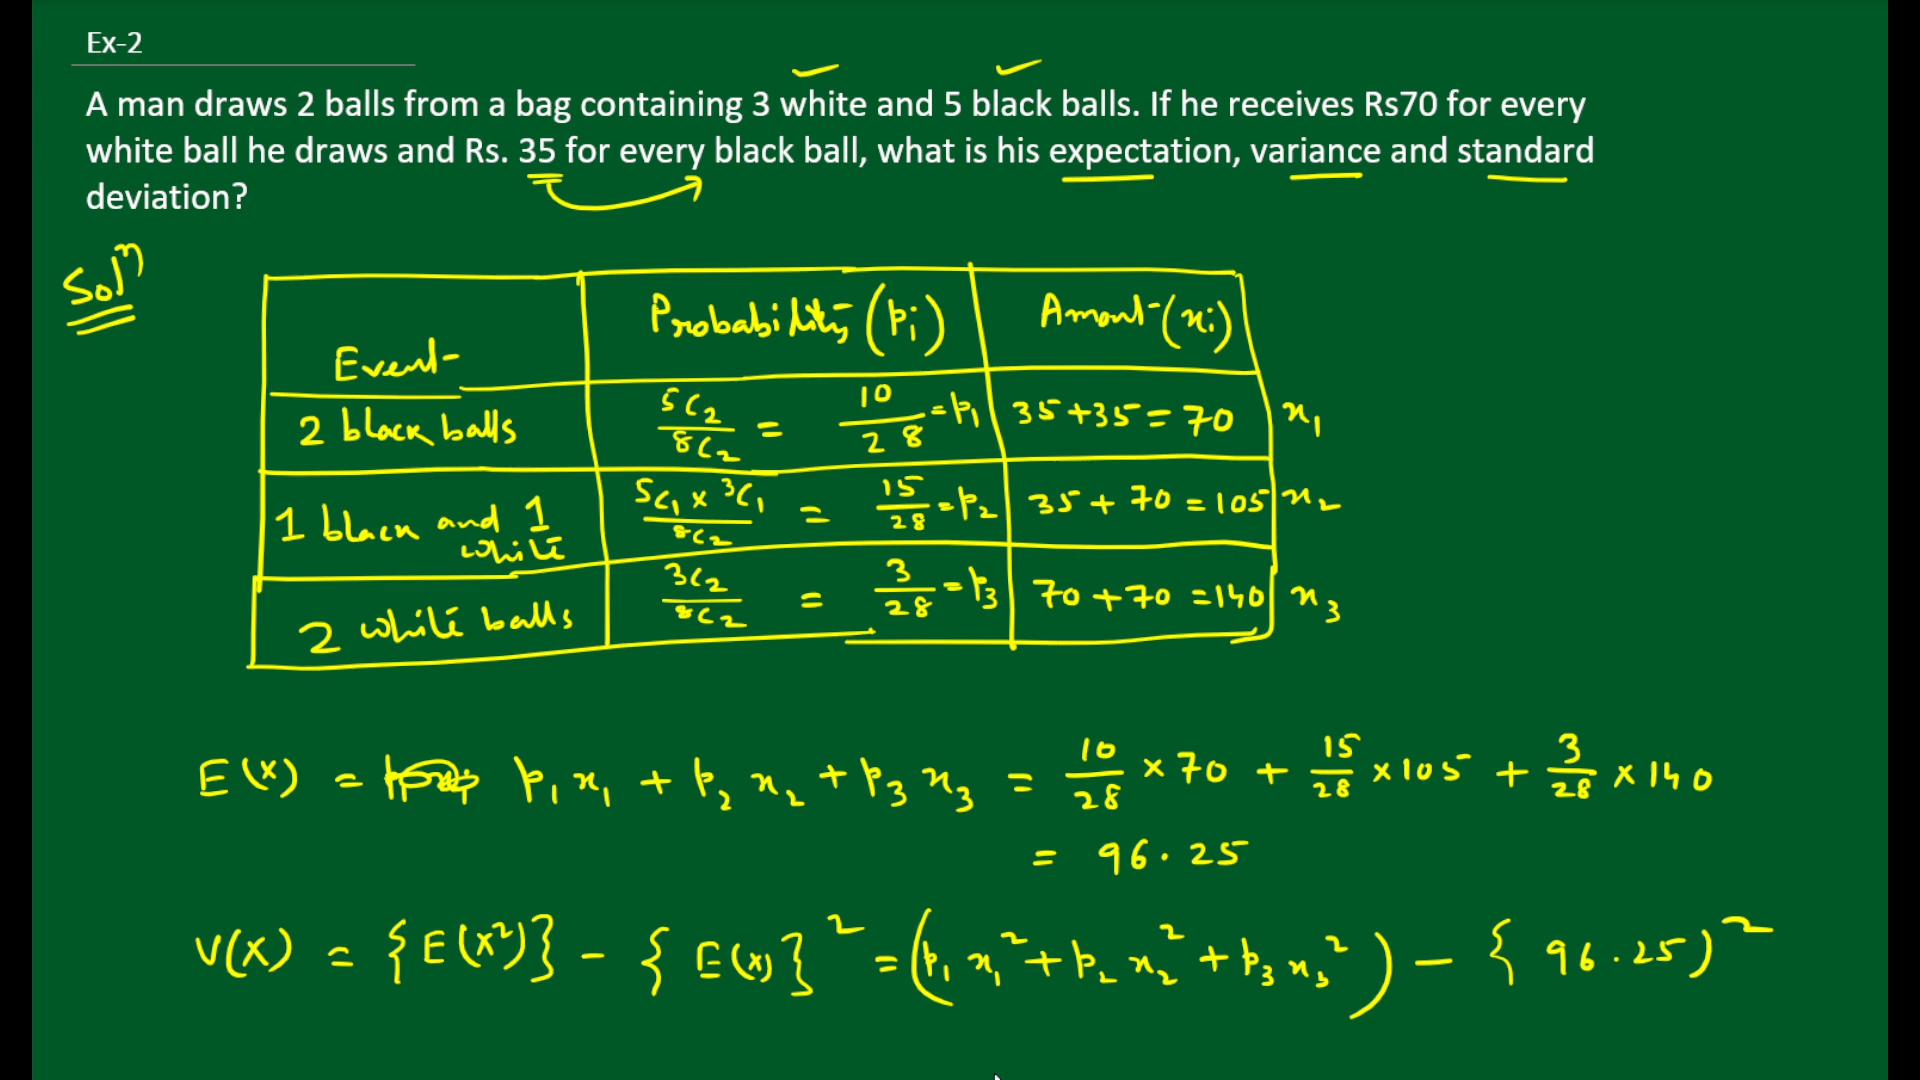 Ex-2
A man draws 2 balls from a bag containing 3 white and 5 black balls. If he receives Rs70 for every
white ball he draws and Rs. 35 for every black ball, what is his expectation, variance and standard
deviation?
Solⁿ
Event Probability (pᵢ) Amont (xᵢ)
2 black balls 5C₂/8C₂ = 10/28 = p₁ 35+35 = 70 x₁
1 black and 1 white 5C₁ × ³C₁/8C₂ = 15/28 = p₂ 35 + 70 = 105 x₂
2 white balls 3C₂/8C₂ = 3/28 = p₃ 70+70 = 140 x₃
E(x) = p₁x₁ + p₂x₂ + p₃x₃ = 10/28 × 70 + 15/28 × 105 + 3/28 × 140
= 96.25
V(x) = {E(x²)} - {E(x)}² = (p₁x₁² + p₂x₂² + p₃x₃²) - {96.25)²